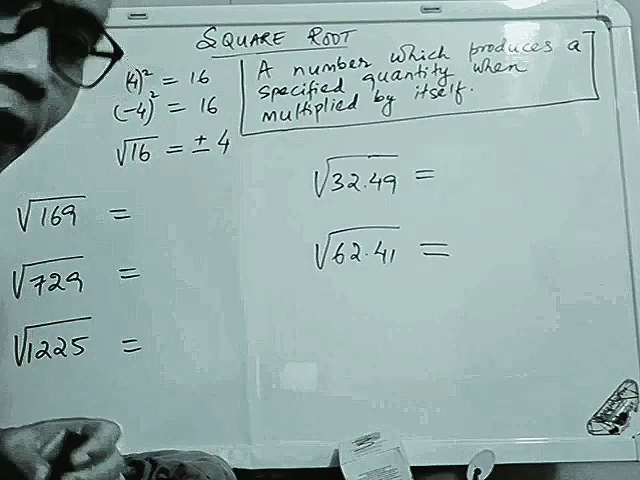 SQUARE ROOT
(4)² = 16
(-4)² = 16
√16 = ± 4
A number which produces a
specified quantity when
multiplied by itself.
√169 =
√729 =
√1225 =
√32.49 =
√62.41 =